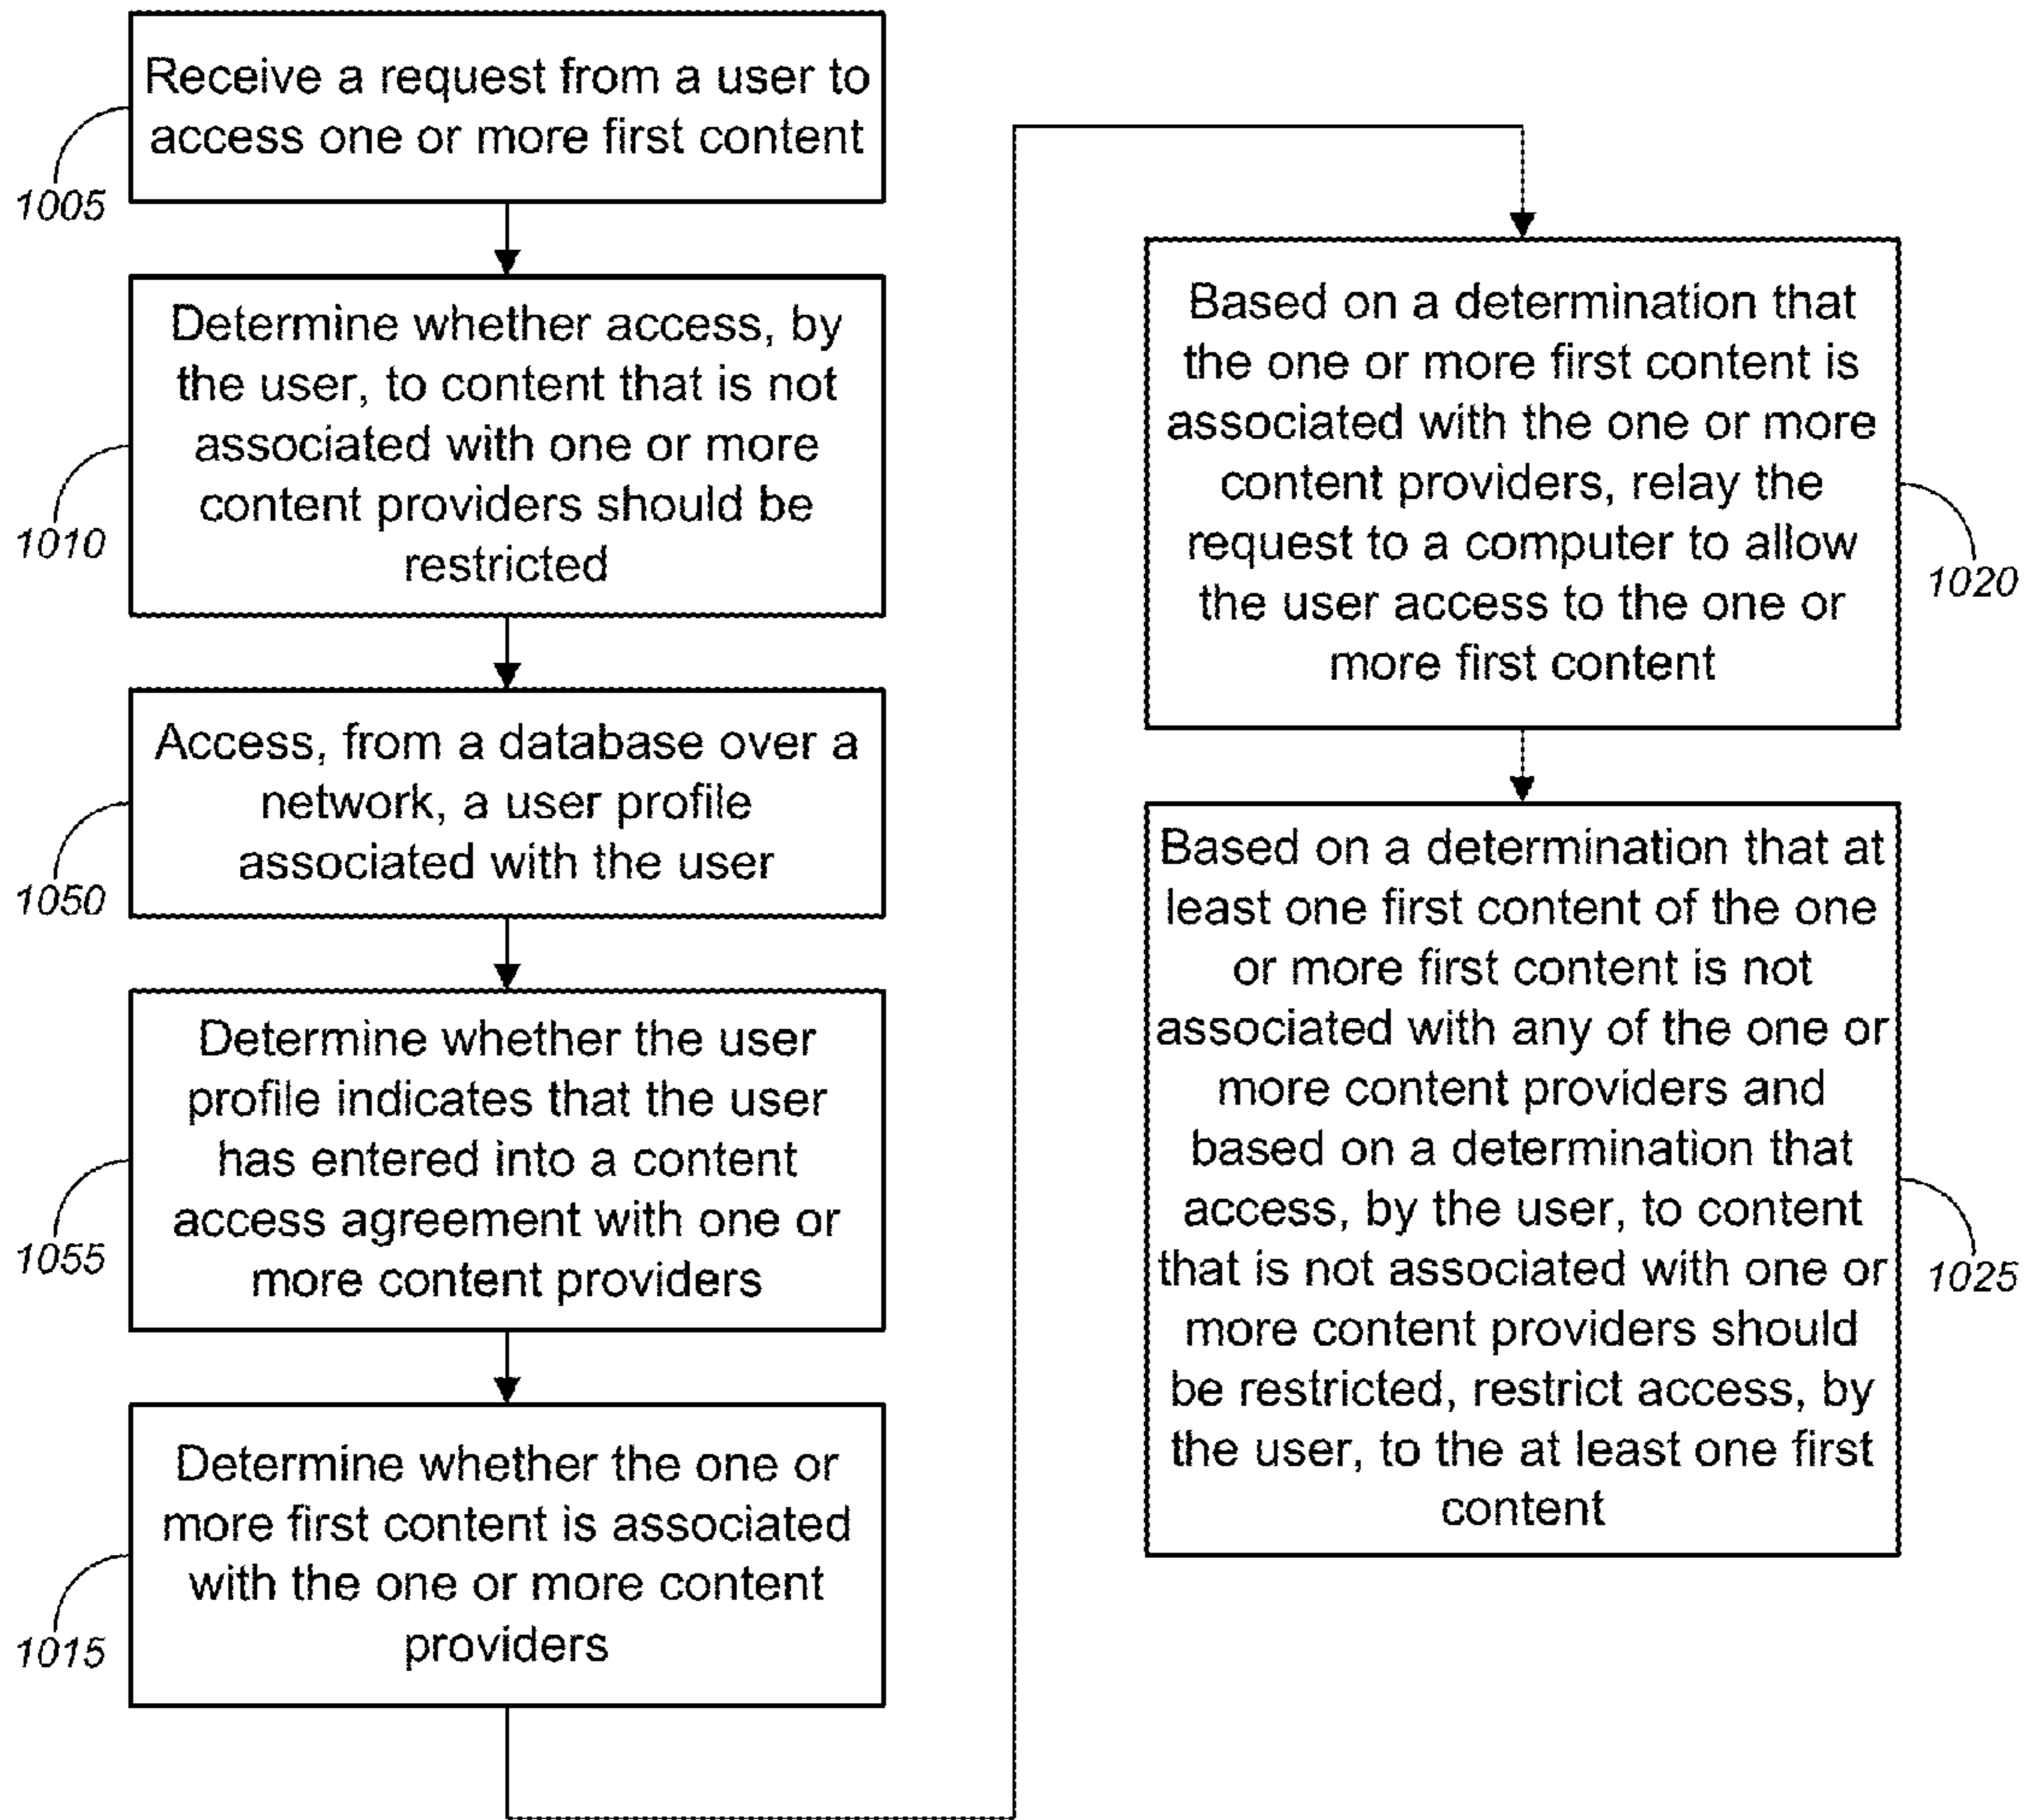 Receive a request from a user to
access one or more first content
1005
Determine whether access, by
the user, to content that is not
associated with one or more
content providers should be
restricted
1010
Access, from a database over a
network, a user profile
associated with the user
1050
Determine whether the user
profile indicates that the user
has entered into a content
access agreement with one or
more content providers
1055
Determine whether the one or
more first content is associated
with the one or more content
providers
1015
Based on a determination that
the one or more first content is
associated with the one or more
content providers, relay the
request to a computer to allow
the user access to the one or
more first content
1020
Based on a determination that at
least one first content of the one
or more first content is not
associated with any of the one or
more content providers and
based on a determination that
access, by the user, to content
that is not associated with one or
more content providers should
be restricted, restrict access, by
the user, to the at least one first
content
1025